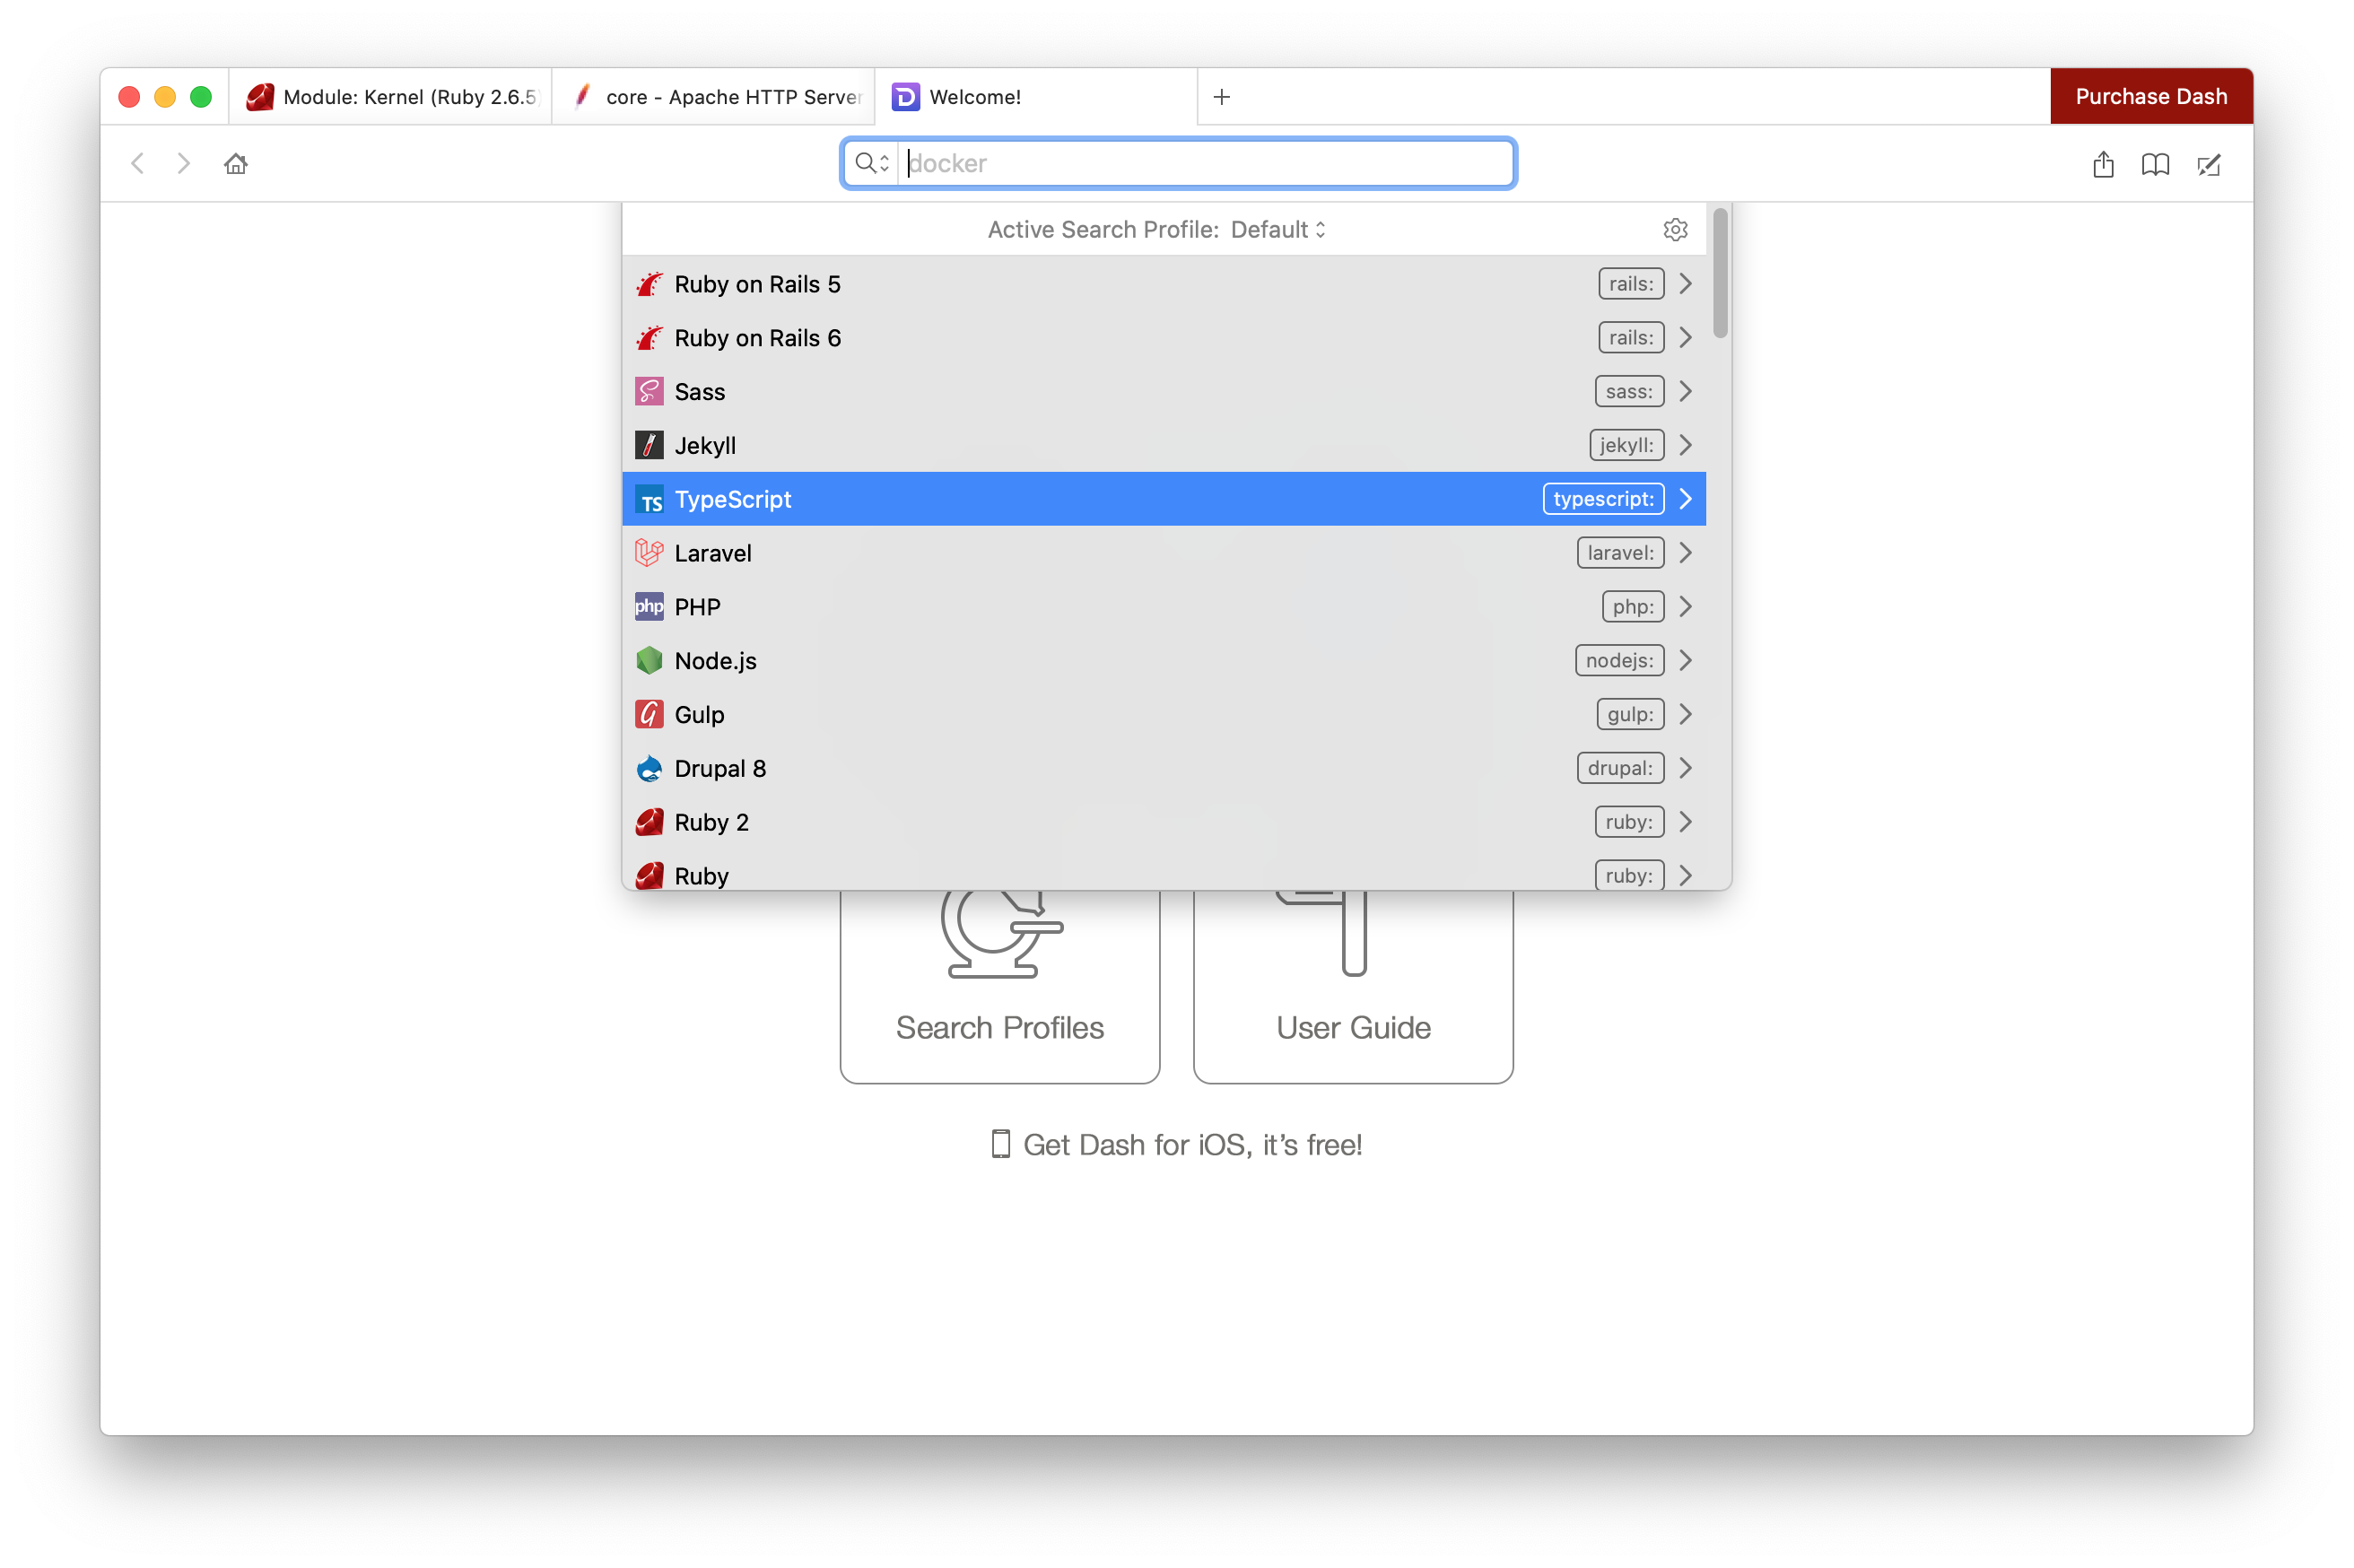 Module: Kernel (Ruby 2.6.5)
core - Apache HTTP Server
Welcome!
Purchase Dash
docker
Active Search Profile: Default
Ruby on Rails 5 rails:
Ruby on Rails 6 rails:
Sass sass:
Jekyll jekyll:
TS TypeScript typescript:
Laravel laravel:
php PHP php:
Node.js nodejs:
Gulp gulp:
Drupal 8 drupal:
Ruby 2 ruby:
Ruby ruby:
Search Profiles
User Guide
Get Dash for iOS, it's free!